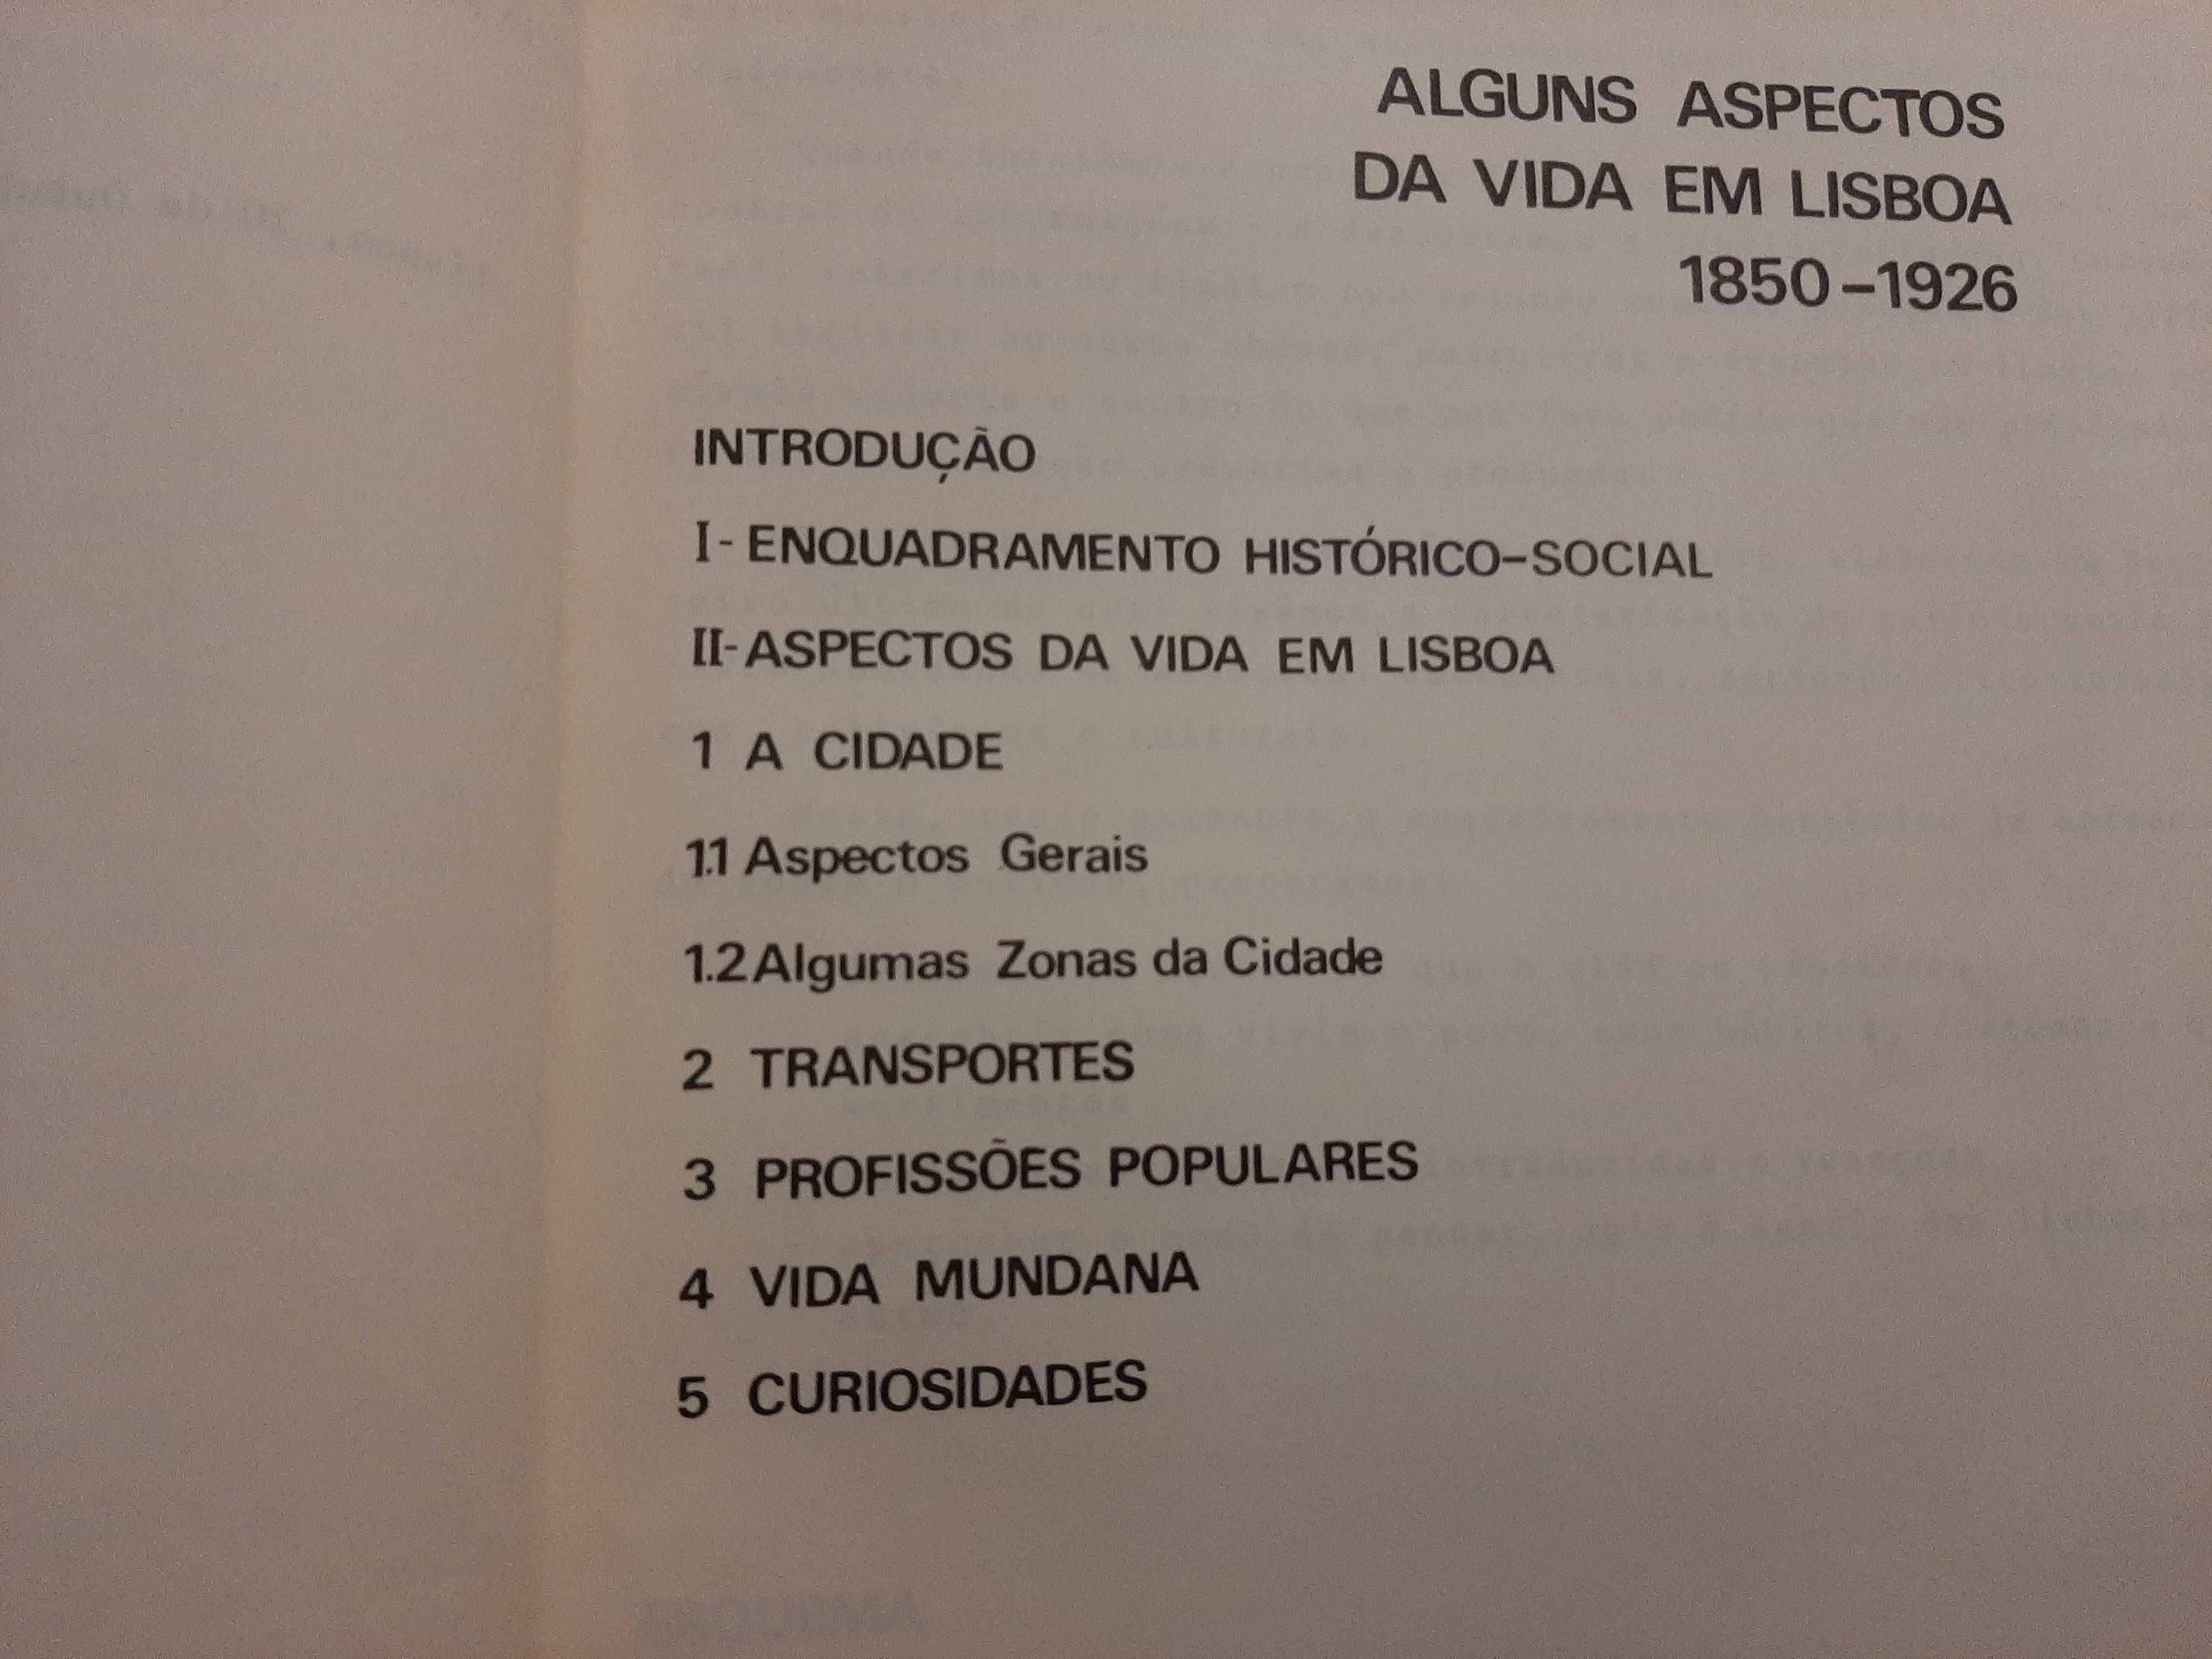 ALGUNS ASPECTOS
DA VIDA EM LISBOA
1850-1926
INTRODUÇÃO
I- ENQUADRAMENTO HISTÓRICO-SOCIAL
II- ASPECTOS DA VIDA EM LISBOA
1 A CIDADE
1.1 Aspectos Gerais
1.2 Algumas Zonas da Cidade
2 TRANSPORTES
3 PROFISSÕES POPULARES
4 VIDA MUNDANA
5 CURIOSIDADES